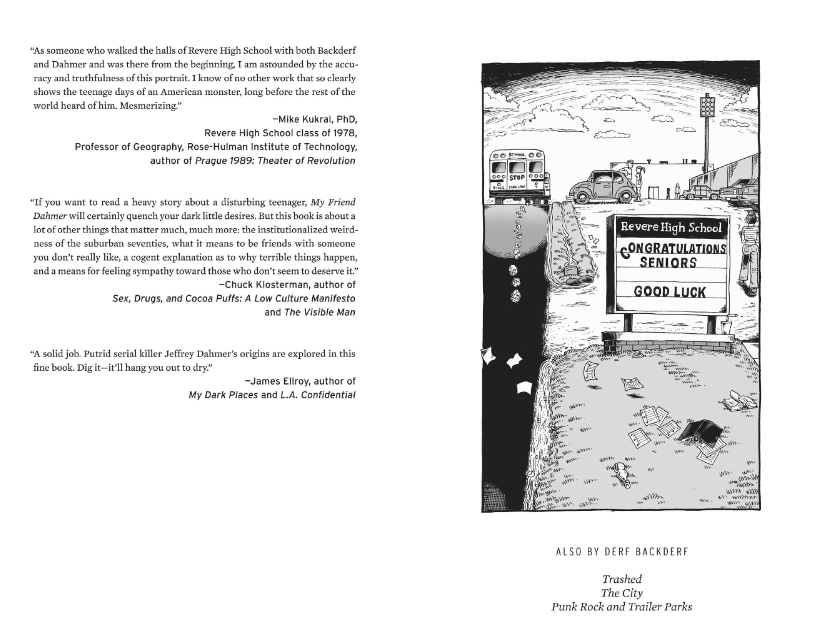 “As someone who walked the halls of Revere High School with both Backderf
and Dahmer and was there from the beginning, I am astounded by the accu-
racy and truthfulness of this portrait. I know of no other work that so clearly
shows the teenage days of an American monster, long before the rest of the
world heard of him. Mesmerizing.”
—Mike Kukral, PhD,
Revere High School class of 1978,
Professor of Geography, Rose-Hulman Institute of Technology,
author of Prague 1989: Theater of Revolution
“If you want to read a heavy story about a disturbing teenager, My Friend
Dahmer will certainly quench your dark little desires. But this book is about a
lot of other things that matter much, much more: the institutionalized weird-
ness of the suburban seventies, what it means to be friends with someone
you don’t really like, a cogent explanation as to why terrible things happen,
and a means for feeling sympathy toward those who don’t seem to deserve it.”
—Chuck Klosterman, author of
Sex, Drugs, and Cocoa Puffs: A Low Culture Manifesto
and The Visible Man
“A solid job. Putrid serial killer Jeffrey Dahmer’s origins are explored in this
fine book. Dig it—it’ll hang you out to dry.”
—James Ellroy, author of
My Dark Places and L.A. Confidential
SCHOOL
STOP
Revere High School
CONGRATULATIONS
SENIORS
GOOD LUCK
ALSO BY DERF BACKDERF
Trashed
The City
Punk Rock and Trailer Parks